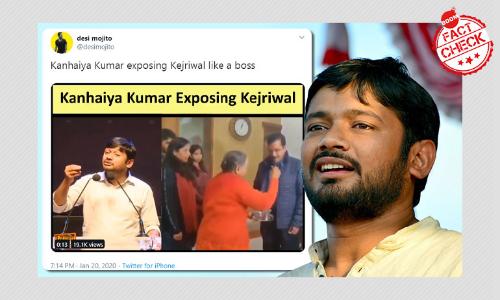 BOOM
FACT
CHECK
desi mojito
@desimojito
Kanhaiya Kumar exposing Kejriwal like a boss
Kanhaiya Kumar Exposing Kejriwal
0:13 19.1K views
7:14 PM · Jan 20, 2020 · Twitter for iPhone